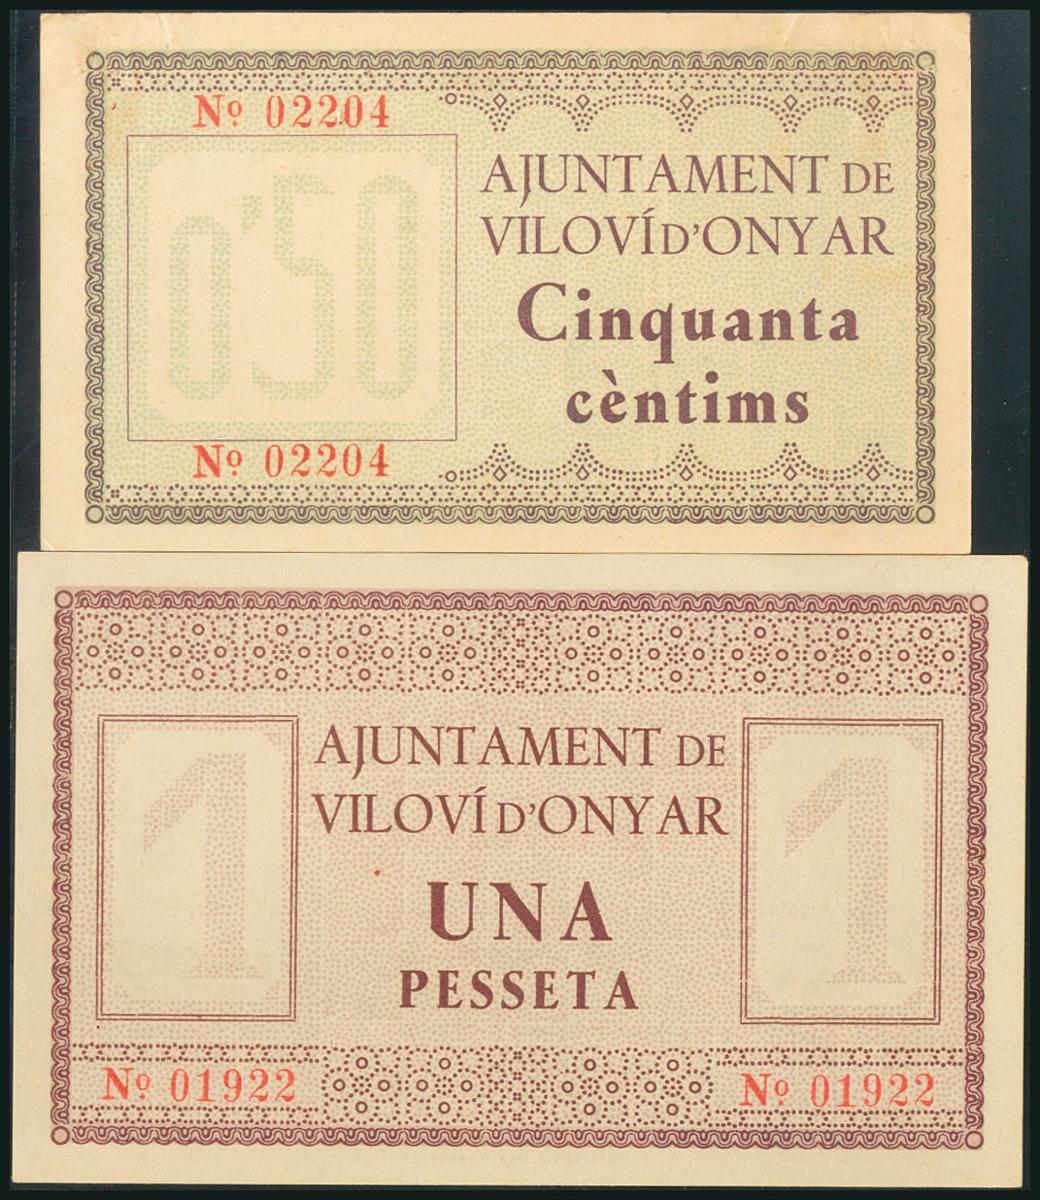 Nº 02204
0'50
AJUNTAMENT DE
VILOVÍ D'ONYAR
Cinquanta
cèntims
Nº 02204
AJUNTAMENT DE
VILOVÍ D'ONYAR
1
1
UNA
PESSETA
Nº 01922
Nº 01922